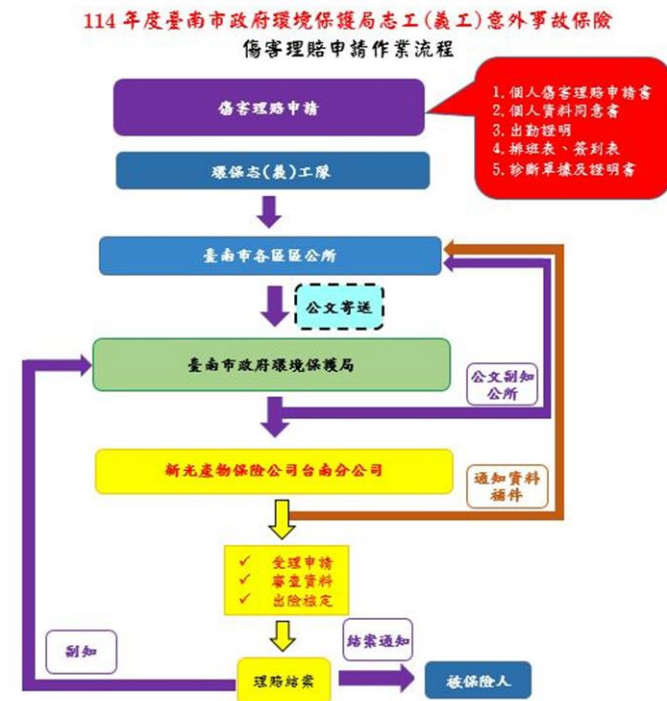 114 年度臺南市政府環境保護局志工(義工)意外事故保險
傷害理賠申請作業流程
傷害理賠申請
1. 個人傷害理賠申請書
2. 個人資料同意書
3. 出勤證明
4. 排班表、簽到表
5. 診斷單據及證明書
環保志(義)工隊
臺南市各區區公所
公文寄送
臺南市政府環境保護局
公文副知
公所
新光產物保險公司台南分公司
通知資料
補件
✓ 受理申請
✓ 審查資料
✓ 出險檢定
副知
結案通知
理賠結案
被保險人